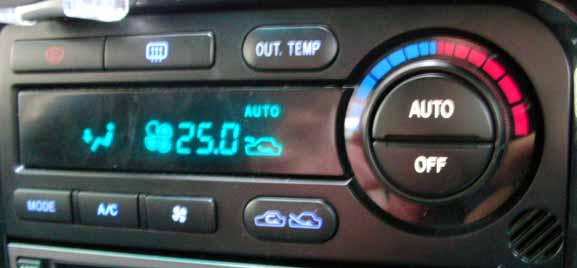 OUT. TEMP
AUTO
25.0
AUTO
OFF
MODE
A/C